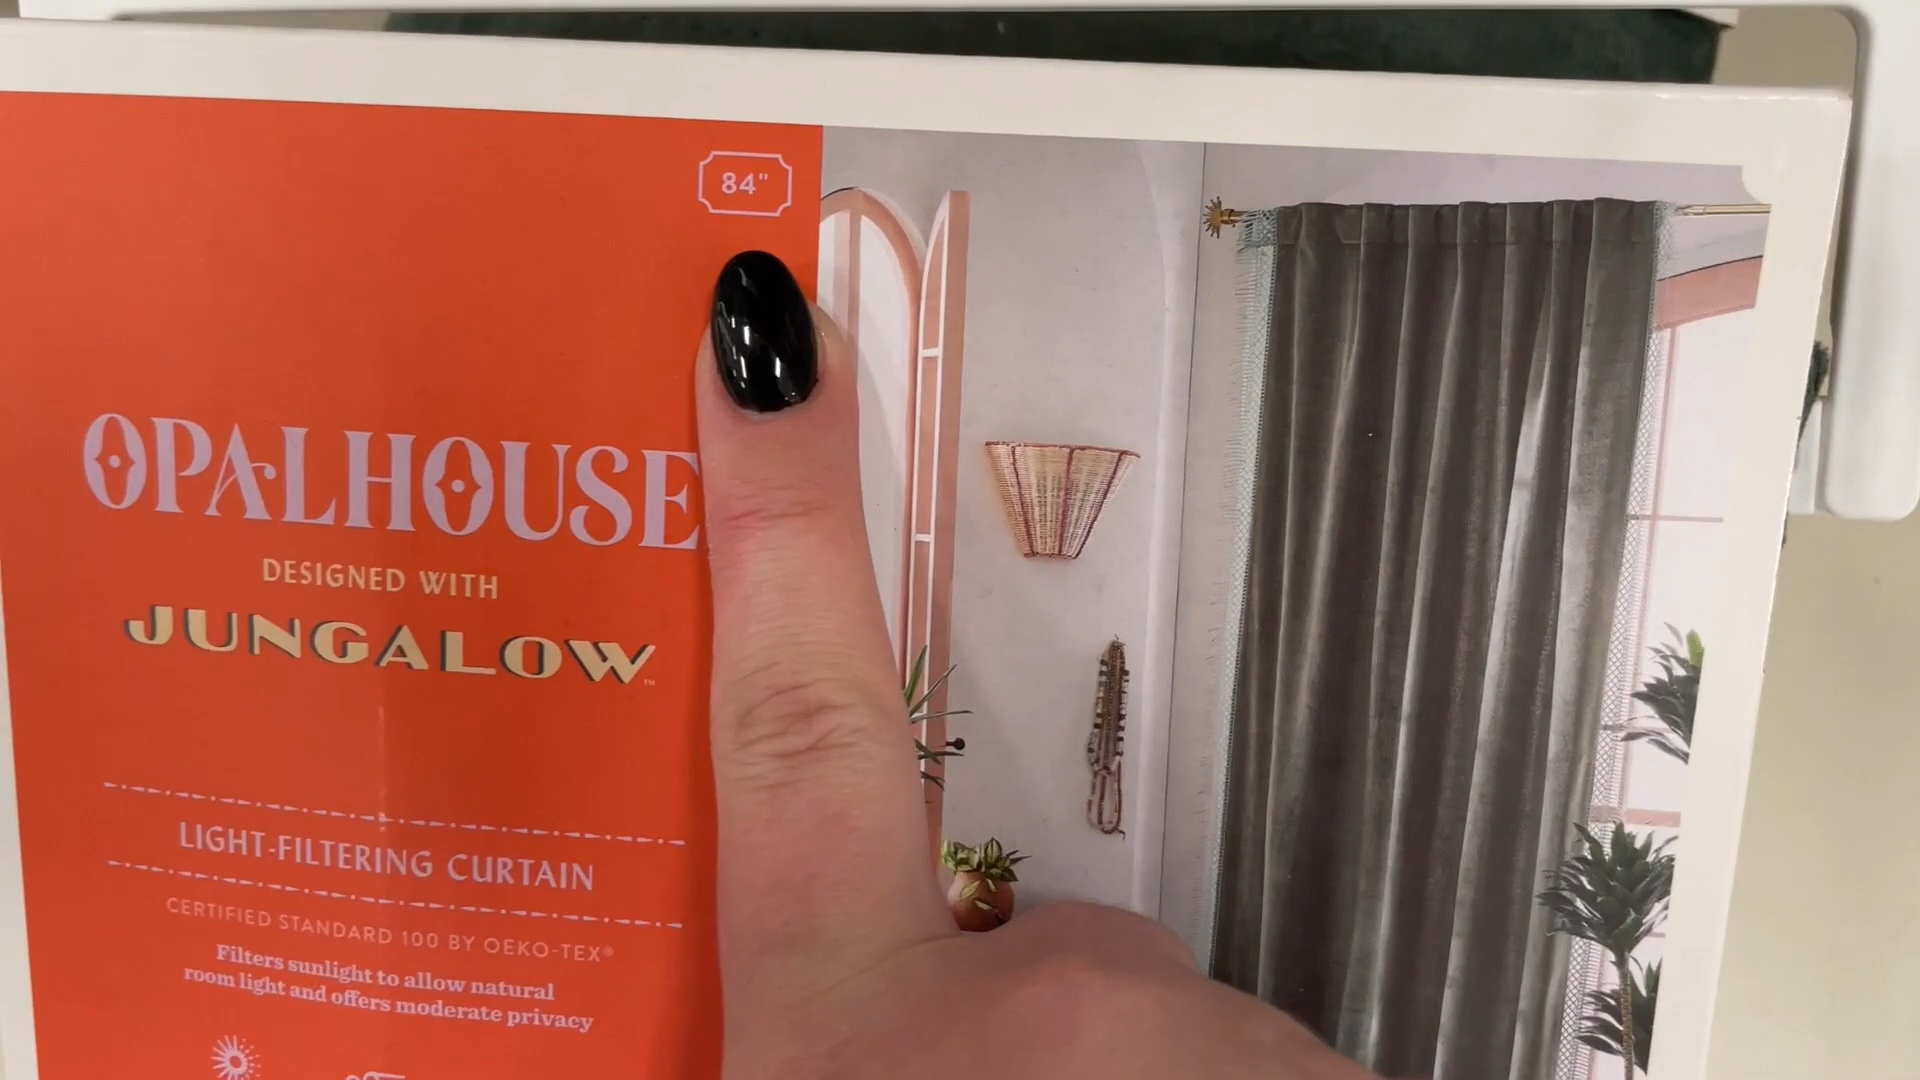 84"
OPALHOUSE
DESIGNED WITH
JUNGALOW™
LIGHT-FILTERING CURTAIN
CERTIFIED STANDARD 100 BY OEKO-TEX®
Filters sunlight to allow natural
room light and offers moderate privacy